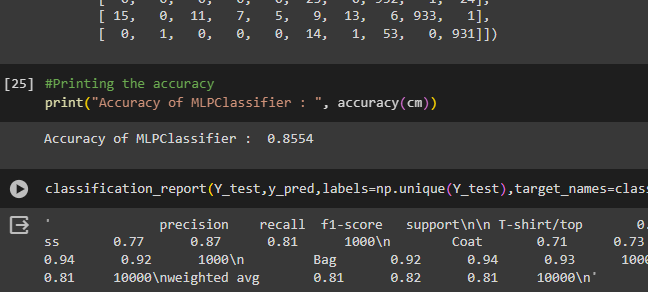 [ 15, 0, 11, 7, 5, 9, 13, 6, 933, 1],
[ 0, 1, 0, 0, 0, 14, 1, 53, 0, 931]])
[25] #Printing the accuracy
print("Accuracy of MLPClassifier : ", accuracy(cm))
Accuracy of MLPClassifier : 0.8554
classification_report(Y_test,y_pred,labels=np.unique(Y_test),target_names=clas
' precision recall f1-score support\n\n T-shirt/top 0.
ss 0.77 0.87 0.81 1000\n Coat 0.71 0.73
0.94 0.92 1000\n Bag 0.92 0.94 0.93 1000
0.81 10000\nweighted avg 0.81 0.82 0.81 10000\n'